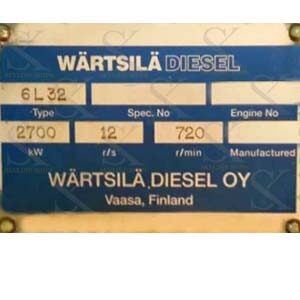 WÄRTSILÄ DIESEL
6L32
Type Spec. No Engine No
2700 12 720
kW r/s r/min Manufactured
WÄRTSILÄ DIESEL OY
Vaasa, Finland